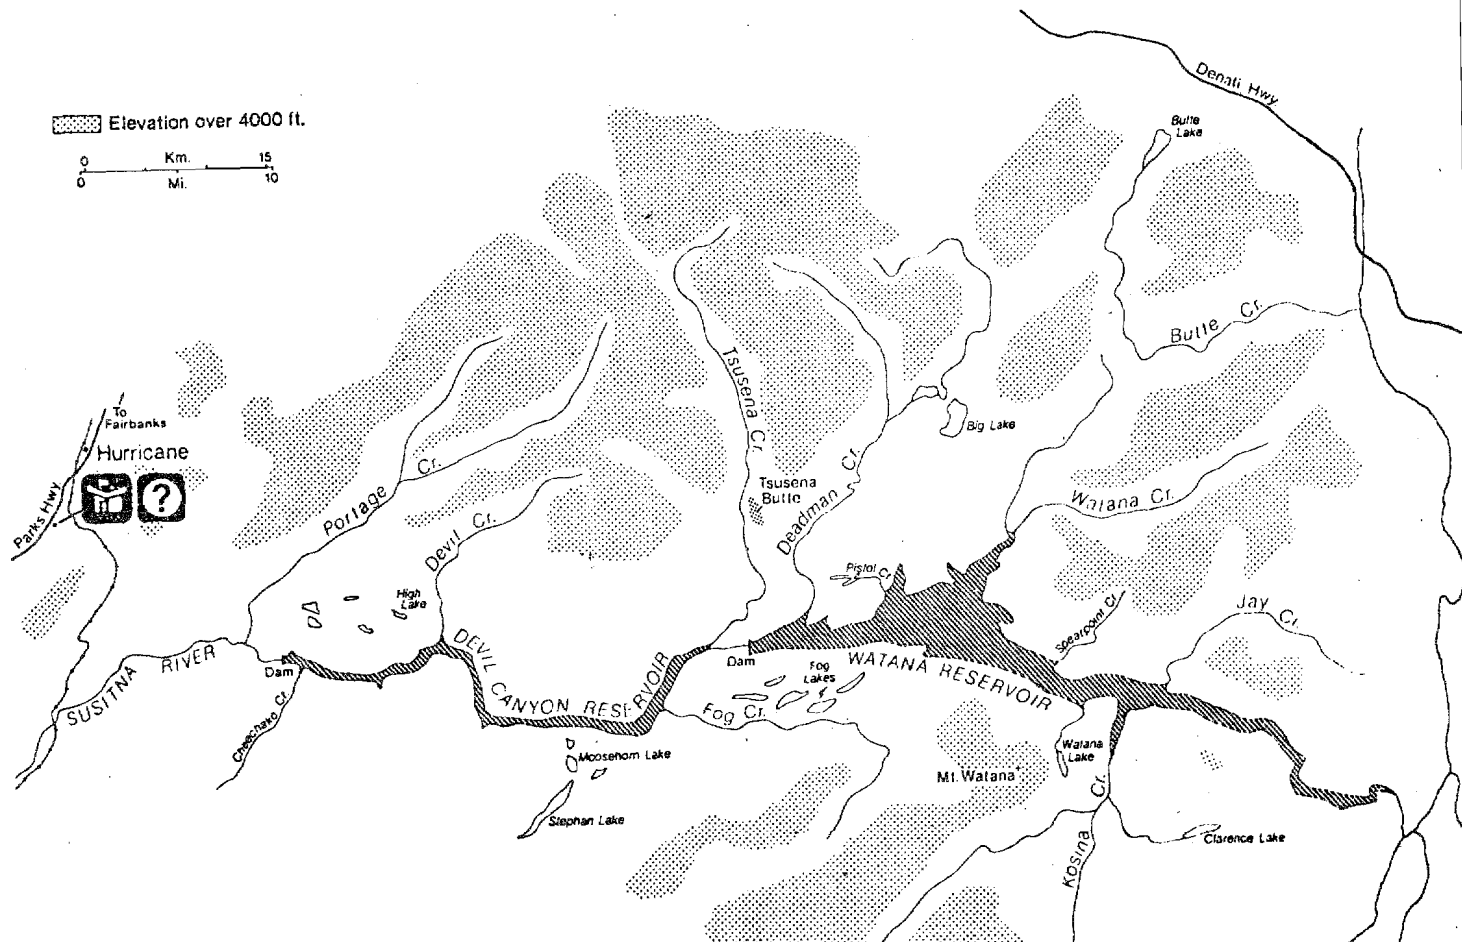 Denali Hwy
Butte
Lake
Elevation over 4000 ft.
0 Km. 15
0 Mi. 10
Butte Cr.
Tsusena Cr.
To
Fairbanks
Hurricane
Parks Hwy
?
Big Lake
Portage Cr.
Devil Cr.
Tsusena
Butte
Deadman Cr.
Watana Cr.
Pistol Cr.
High
Lake
Spearpoint Cr.
Jay Cr.
SUSITNA RIVER
Dam
Cheechako Cr.
DEVIL CANYON RESERVOIR
Dam
WATANA RESERVOIR
Fog
Lakes
Fog Cr.
Moosehorn Lake
Stephan Lake
Mt. Watana
Watana
Lake
Kosina Cr.
Clarence Lake